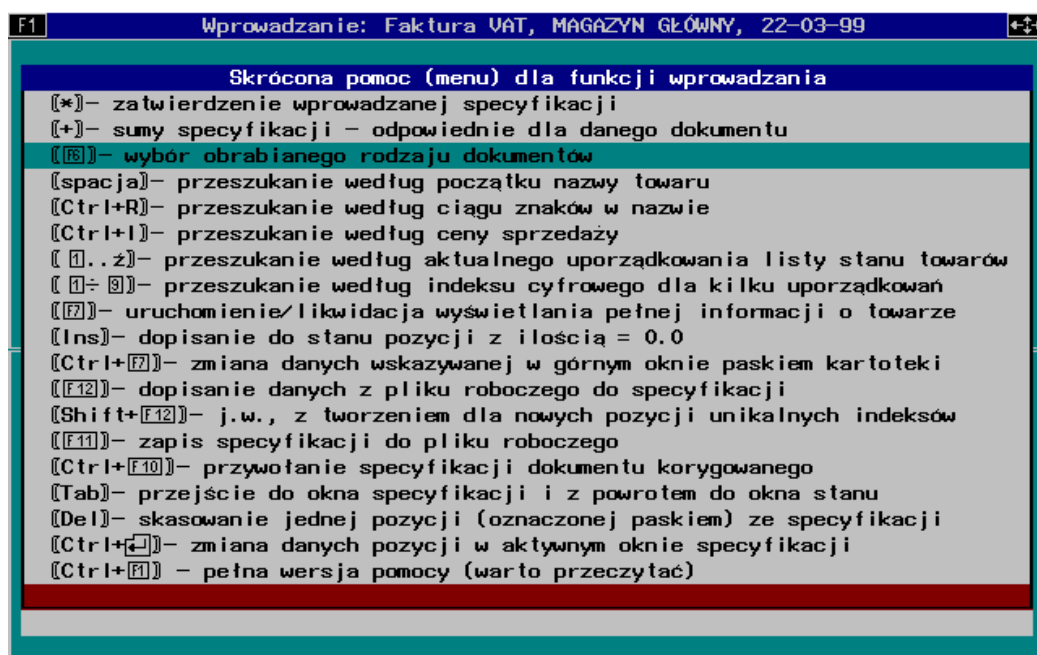 F1 Wprowadzanie: Faktura VAT, MAGAZYN GŁÓWNY, 22-03-99
Skrócona pomoc (menu) dla funkcji wprowadzania
⟦*⟧- zatwierdzenie wprowadzanej specyfikacji
⟦+⟧- sumy specyfikacji - odpowiednie dla danego dokumentu
⟦F6⟧- wybór obrabianego rodzaju dokumentów
⟦spacja⟧- przeszukanie według początku nazwy towaru
⟦Ctrl+R⟧- przeszukanie według ciągu znaków w nazwie
⟦Ctrl+I⟧- przeszukanie według ceny sprzedaży
⟦ 1..ż⟧- przeszukanie według aktualnego uporządkowania listy stanu towarów
⟦ 1÷ 9⟧- przeszukanie według indeksu cyfrowego dla kilku uporządkowań
⟦F7⟧- uruchomienie/likwidacja wyświetlania pełnej informacji o towarze
⟦Ins⟧- dopisanie do stanu pozycji z ilością = 0.0
⟦Ctrl+F7⟧- zmiana danych wskazywanej w górnym oknie paskiem kartoteki
⟦F12⟧- dopisanie danych z pliku roboczego do specyfikacji
⟦Shift+F12⟧- j.w., z tworzeniem dla nowych pozycji unikalnych indeksów
⟦F11⟧- zapis specyfikacji do pliku roboczego
⟦Ctrl+F10⟧- przywołanie specyfikacji dokumentu korygowanego
⟦Tab⟧- przejście do okna specyfikacji i z powrotem do okna stanu
⟦Del⟧- skasowanie jednej pozycji (oznaczonej paskiem) ze specyfikacji
⟦Ctrl+↵⟧- zmiana danych pozycji w aktywnym oknie specyfikacji
⟦Ctrl+F1⟧ - pełna wersja pomocy (warto przeczytać)